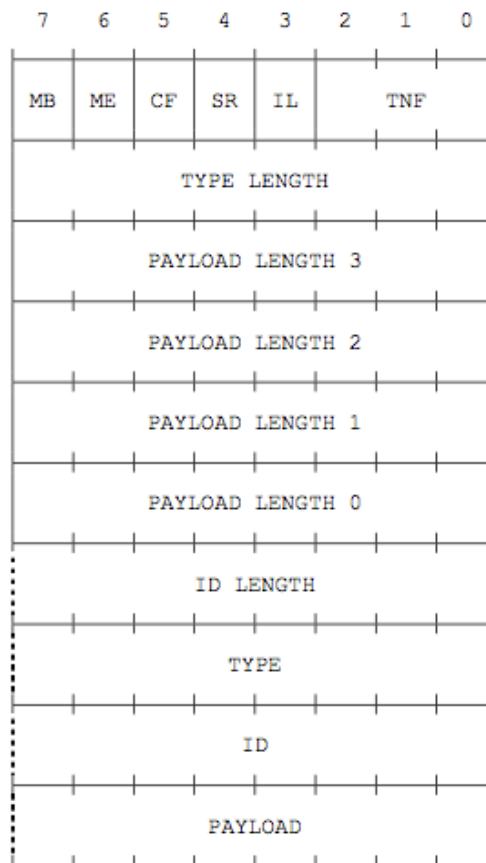 7 6 5 4 3 2 1 0
MB ME CF SR IL TNF
TYPE LENGTH
PAYLOAD LENGTH 3
PAYLOAD LENGTH 2
PAYLOAD LENGTH 1
PAYLOAD LENGTH 0
ID LENGTH
TYPE
ID
PAYLOAD